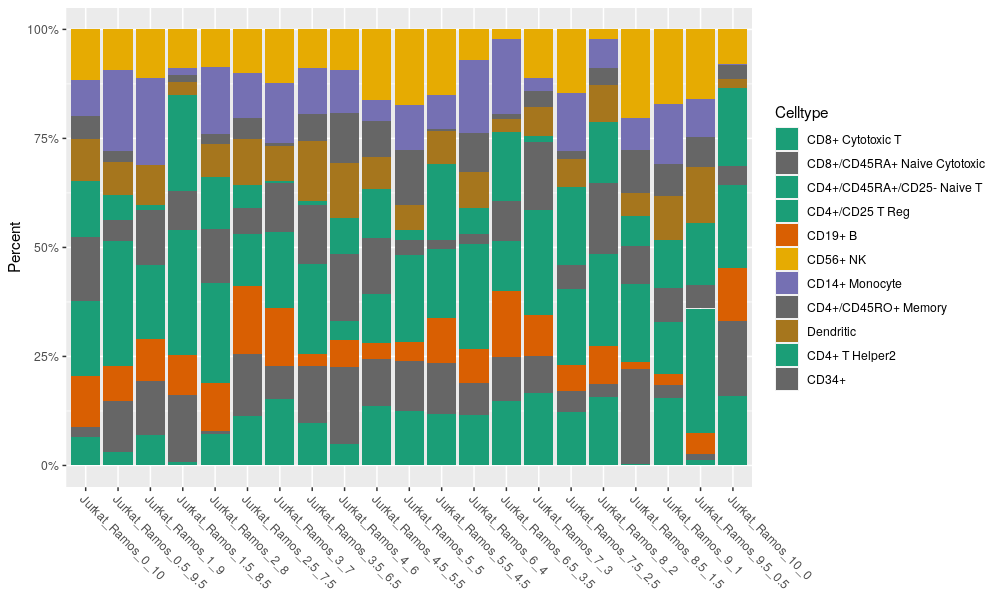 100%
75%
50%
25%
0%
Percent
Jurkat_Ramos_0_10
Jurkat_Ramos_0.5_9.5
Jurkat_Ramos_1_9
Jurkat_Ramos_1.5_8.5
Jurkat_Ramos_2_8
Jurkat_Ramos_2.5_7.5
Jurkat_Ramos_3_7
Jurkat_Ramos_3.5_6.5
Jurkat_Ramos_4_6
Jurkat_Ramos_4.5_5.5
Jurkat_Ramos_5_5
Jurkat_Ramos_5.5_4.5
Jurkat_Ramos_6_4
Jurkat_Ramos_6.5_3.5
Jurkat_Ramos_7_3
Jurkat_Ramos_7.5_2.5
Jurkat_Ramos_8_2
Jurkat_Ramos_8.5_1.5
Jurkat_Ramos_9_1
Jurkat_Ramos_9.5_0.5
Jurkat_Ramos_10_0
Celltype
CD8+ Cytotoxic T
CD8+/CD45RA+ Naive Cytotoxic
CD4+/CD45RA+/CD25- Naive T
CD4+/CD25 T Reg
CD19+ B
CD56+ NK
CD14+ Monocyte
CD4+/CD45RO+ Memory
Dendritic
CD4+ T Helper2
CD34+